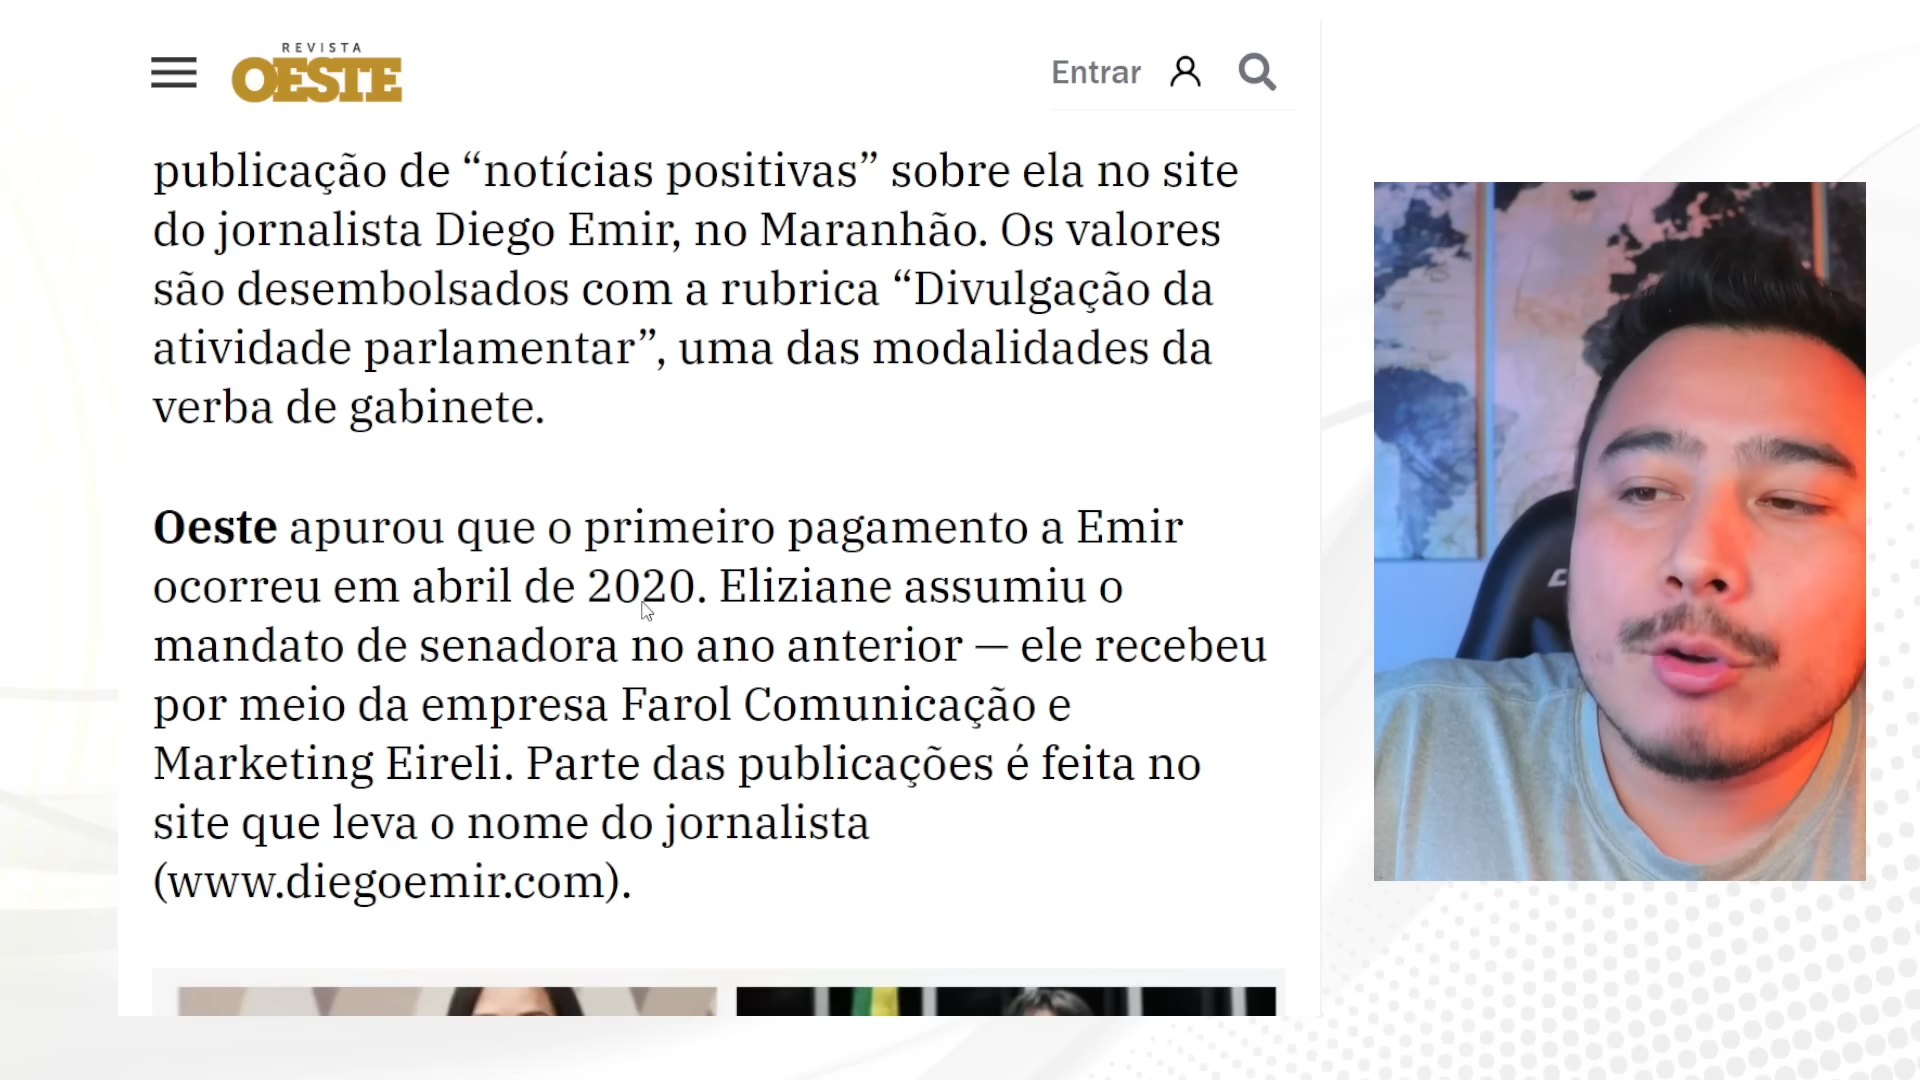 REVISTA
OESTE
Entrar
publicação de “notícias positivas” sobre ela no site
do jornalista Diego Emir, no Maranhão. Os valores
são desembolsados com a rubrica “Divulgação da
atividade parlamentar”, uma das modalidades da
verba de gabinete.
Oeste apurou que o primeiro pagamento a Emir
ocorreu em abril de 2020. Eliziane assumiu o
mandato de senadora no ano anterior — ele recebeu
por meio da empresa Farol Comunicação e
Marketing Eireli. Parte das publicações é feita no
site que leva o nome do jornalista
(www.diegoemir.com).